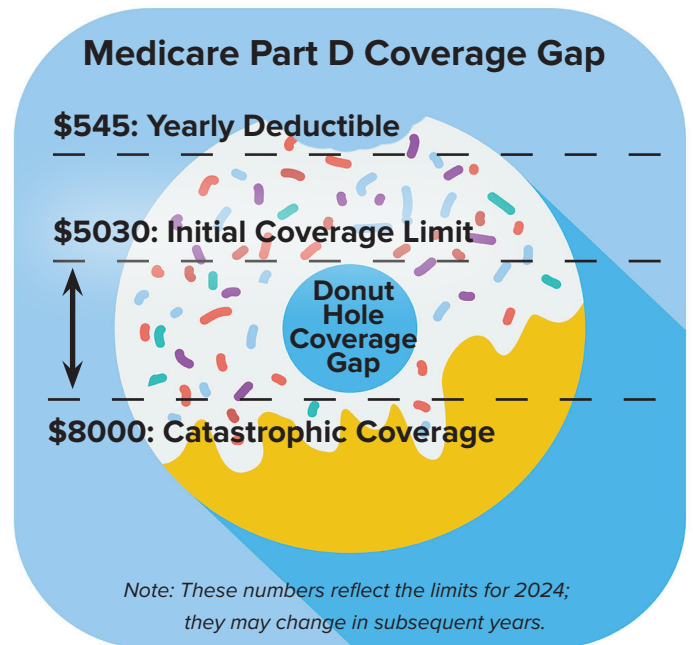 Medicare Part D Coverage Gap
$545: Yearly Deductible
$5030: Initial Coverage Limit
Donut
Hole
Coverage
Gap
$8000: Catastrophic Coverage
Note: These numbers reflect the limits for 2024;
they may change in subsequent years.